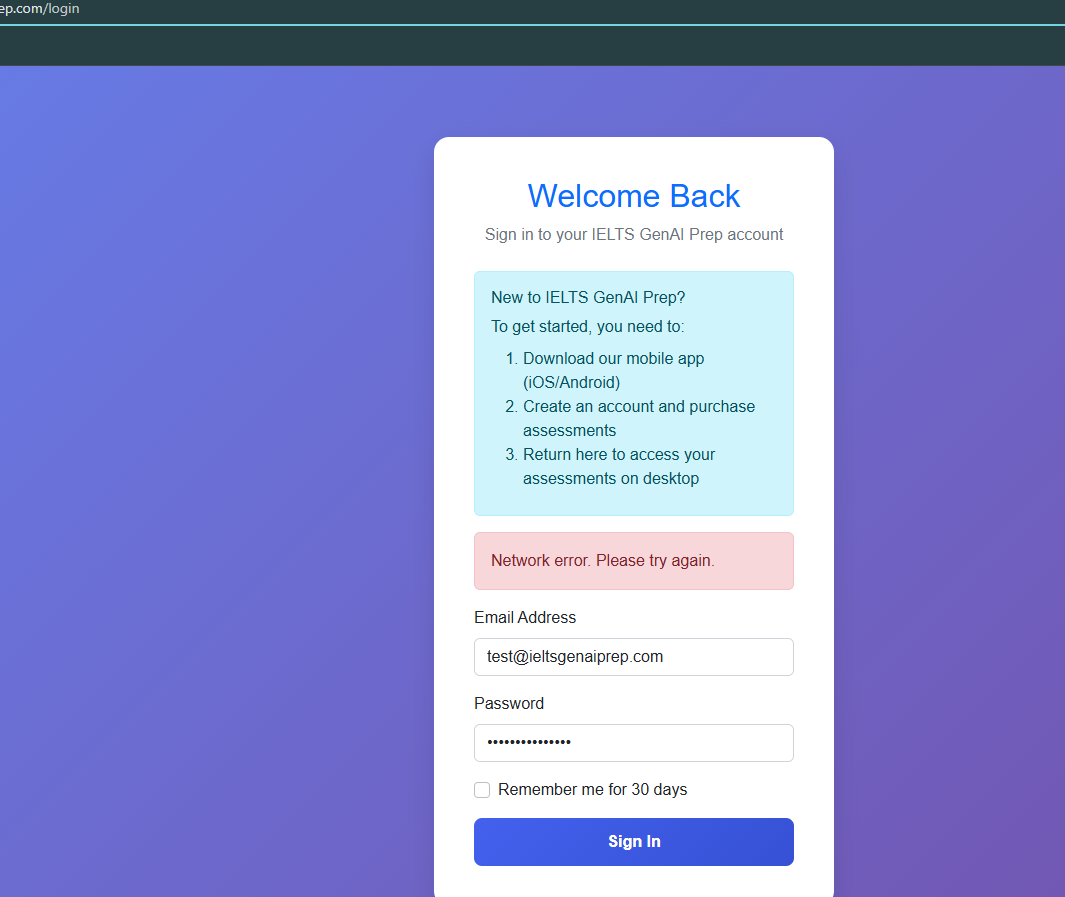 ep.com/login
Welcome Back
Sign in to your IELTS GenAI Prep account
New to IELTS GenAI Prep?
To get started, you need to:
1. Download our mobile app
(iOS/Android)
2. Create an account and purchase
assessments
3. Return here to access your
assessments on desktop
Network error. Please try again.
Email Address
test@ieltsgenaiprep.com
Password
•••••••••••••••
Remember me for 30 days
Sign In